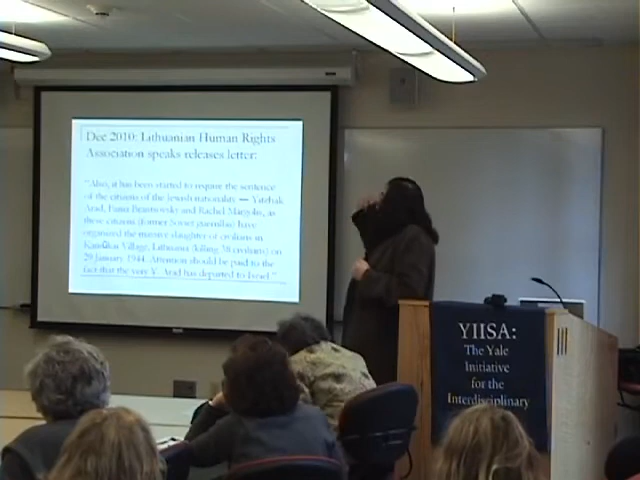 Dec 2010: Lithuanian Human Rights
Association speaks releases letter:
"Also, it has been started to require the sentence
of the citizens of the Jewish nationality — Yitzhak
Arad, Fania Brantsovsky and Rachel Margolis, as
these citizens (former Soviet guerrillas) have
organized the massive slaughter of civilians in
Village, Lithuania (killing 38 civilians) on
29 January 1944. Attention should be paid to the
fact that the very Y. Arad has departed to Israel."
YIISA:
The Yale
Initiative
for the
Interdisciplinary